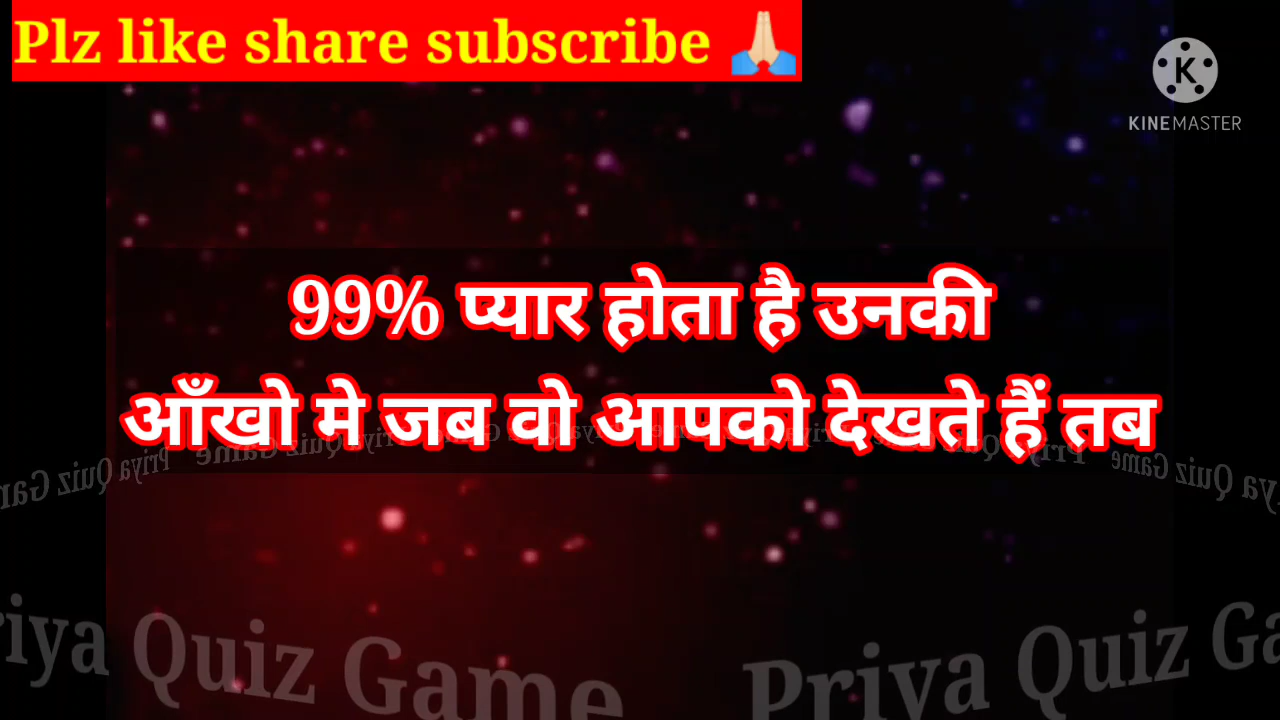 Plz like share subscribe 🙏🏻
K
KINEMASTER
99% प्यार होता है उनकी
आँखो मे जब वो आपको देखते हैं तब
Priya Quiz Game
Priya Quiz Game